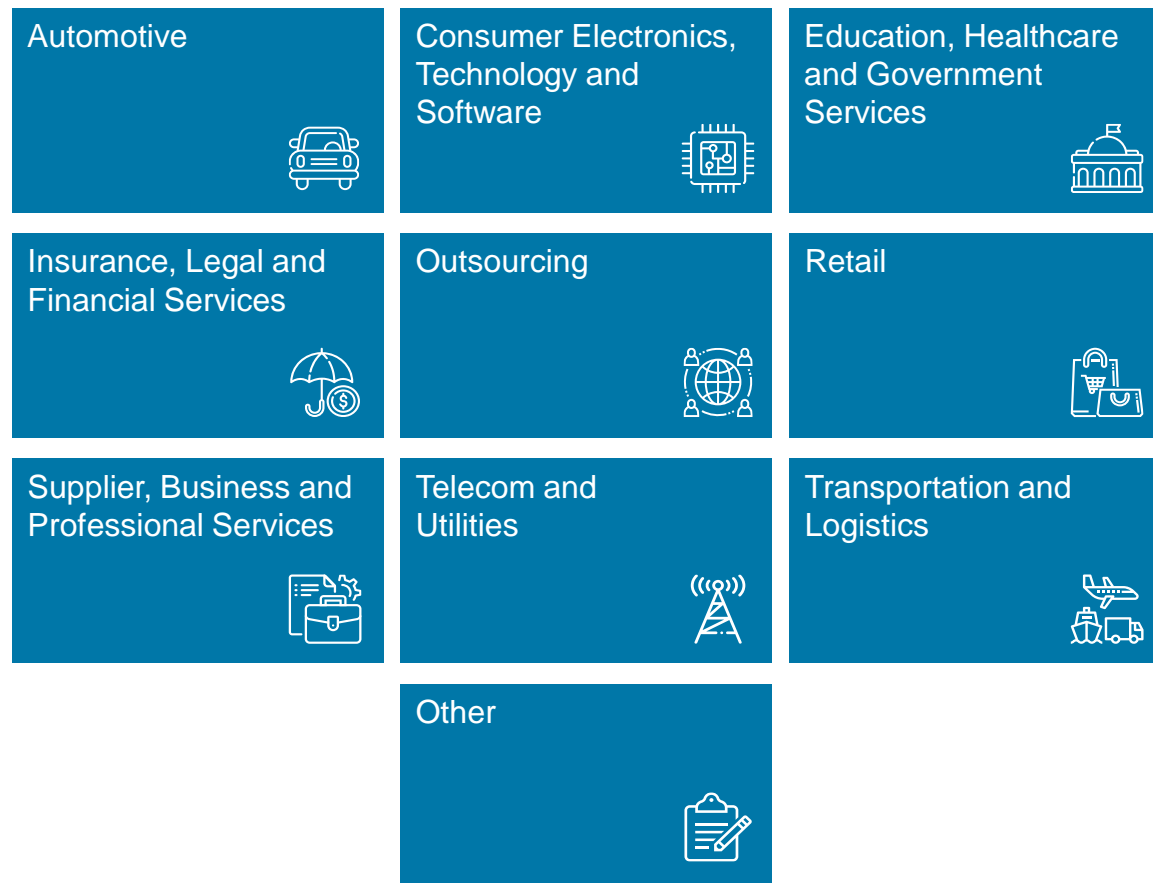 Automotive
Consumer Electronics,
Technology and
Software
Education, Healthcare
and Government
Services
Insurance, Legal and
Financial Services
Outsourcing
Retail
Supplier, Business and
Professional Services
Telecom and
Utilities
Transportation and
Logistics
Other